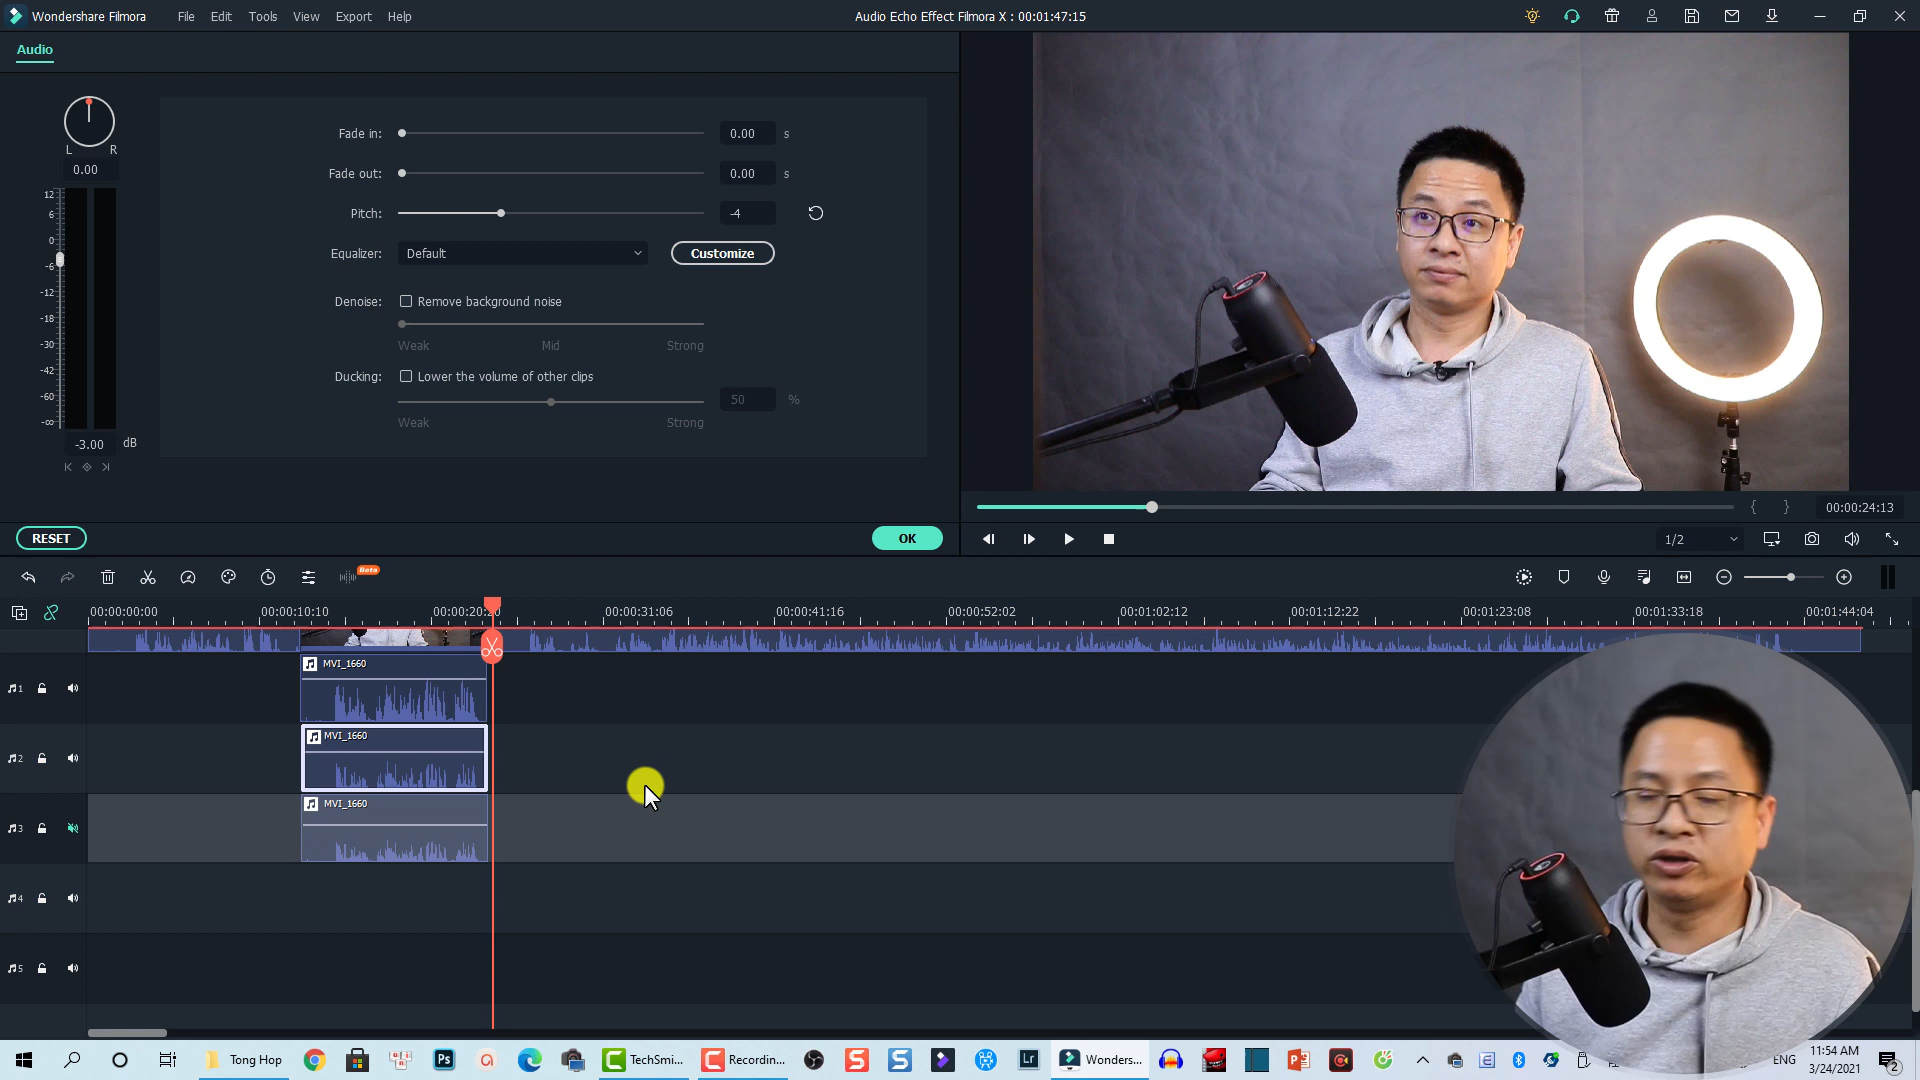 Wondershare Filmora File Edit Tools View Export Help Audio Echo Effect Filmora X : 00:01:47:15
Audio
Fade in: 0.00 s
L R
0.00
Fade out: 0.00 s
12
6
0
-6
-12
-18
-30
-42
-60
-∞
-3.00 dB
Pitch: -4
Equalizer: Default Customize
Denoise: Remove background noise
Weak Mid Strong
Ducking: Lower the volume of other clips
50 %
Weak Strong
00:00:24:13
RESET OK
1/2
Beta
00:00:00:00 00:00:10:10 00:00:20:20 00:00:31:06 00:00:41:16 00:00:52:02 00:01:02:12 00:01:12:22 00:01:23:08 00:01:33:18 00:01:44:04
MVI_1660
1
MVI_1660
2
MVI_1660
3
4
5
Tong Hop Ps TechSmi... Recordin... Lr Wonders... ENG 11:54 AM
3/24/2021
2